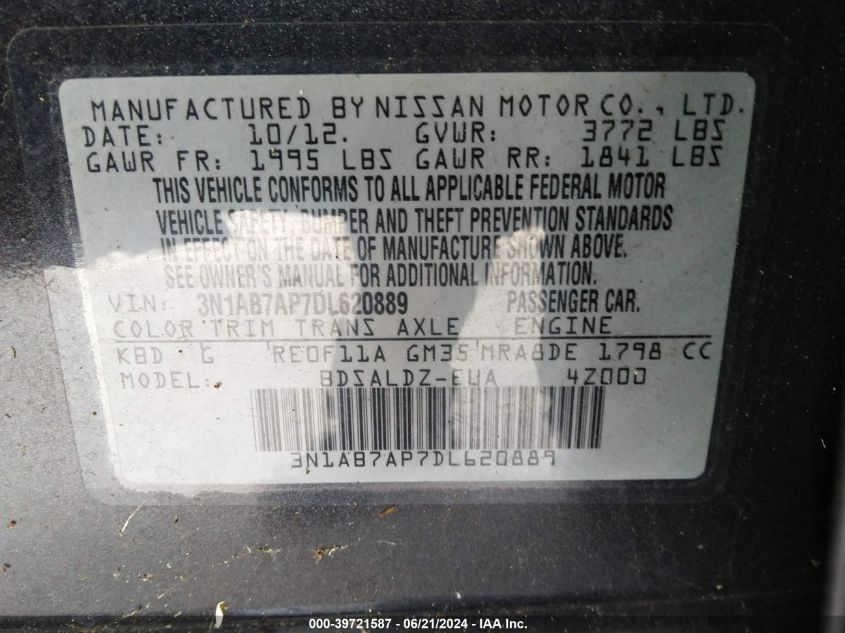 MANUFACTURED BY NISSAN MOTOR CO., LTD.
DATE: 10/12. GVWR: 3772 LBS
GAWR FR: 1995 LBS GAWR RR: 1841 LBS
THIS VEHICLE CONFORMS TO ALL APPLICABLE FEDERAL MOTOR
VEHICLE SAFETY, BUMPER AND THEFT PREVENTION STANDARDS
IN EFFECT ON THE DATE OF MANUFACTURE SHOWN ABOVE.
SEE OWNER'S MANUAL FOR ADDITIONAL INFORMATION.
VIN: 3N1AB7AP7DL620889 PASSENGER CAR.
COLOR TRIM TRANS AXLE ENGINE
KBD G RE0F11A GM35 MRA8DE 1798 CC
MODEL: BDSALDZ-EUA 4Z000
3N1AB7AP7DL620889
000-39721587 - 06/21/2024 - IAAI.com